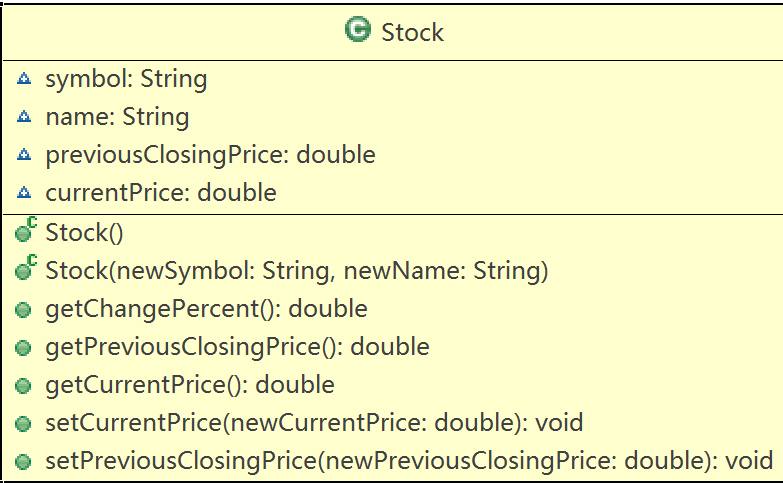 C Stock
symbol: String
name: String
previousClosingPrice: double
currentPrice: double
C Stock()
C Stock(newSymbol: String, newName: String)
getChangePercent(): double
getPreviousClosingPrice(): double
getCurrentPrice(): double
setCurrentPrice(newCurrentPrice: double): void
setPreviousClosingPrice(newPreviousClosingPrice: double): void